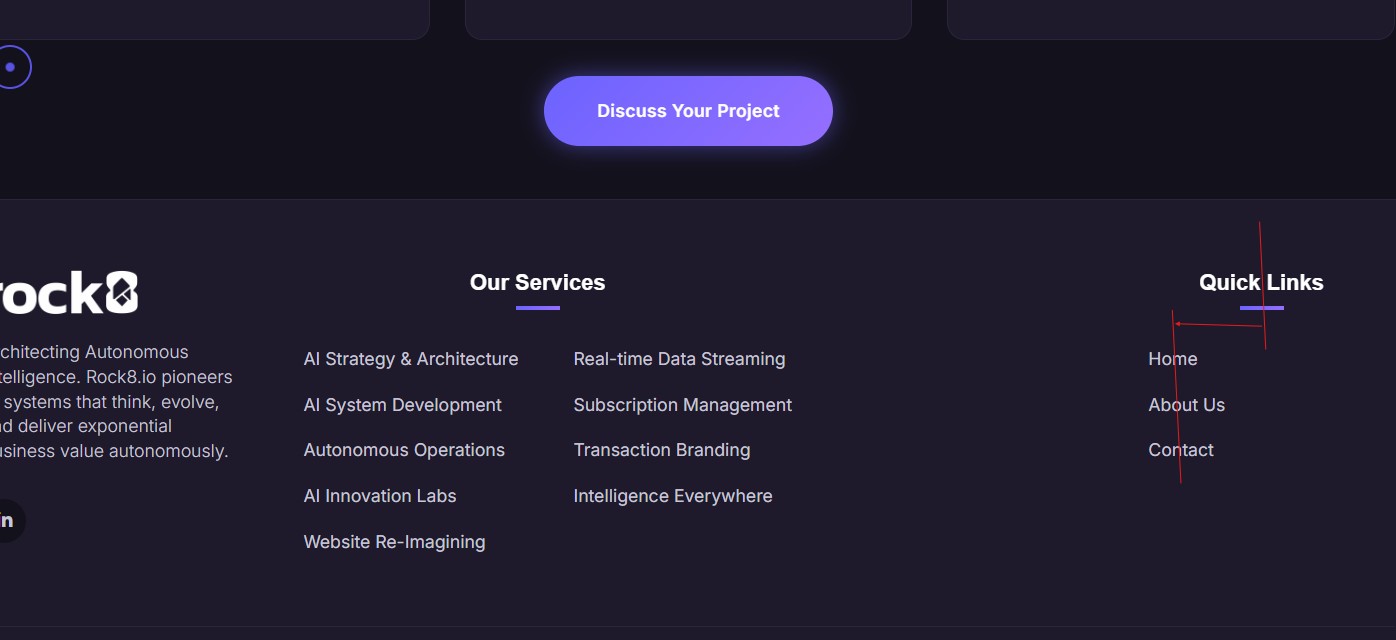 Discuss Your Project
rock8
chitecting Autonomous
telligence. Rock8.io pioneers
systems that think, evolve,
d deliver exponential
usiness value autonomously.
in
Our Services
AI Strategy & Architecture
AI System Development
Autonomous Operations
AI Innovation Labs
Website Re-Imagining
Real-time Data Streaming
Subscription Management
Transaction Branding
Intelligence Everywhere
Quick Links
Home
About Us
Contact